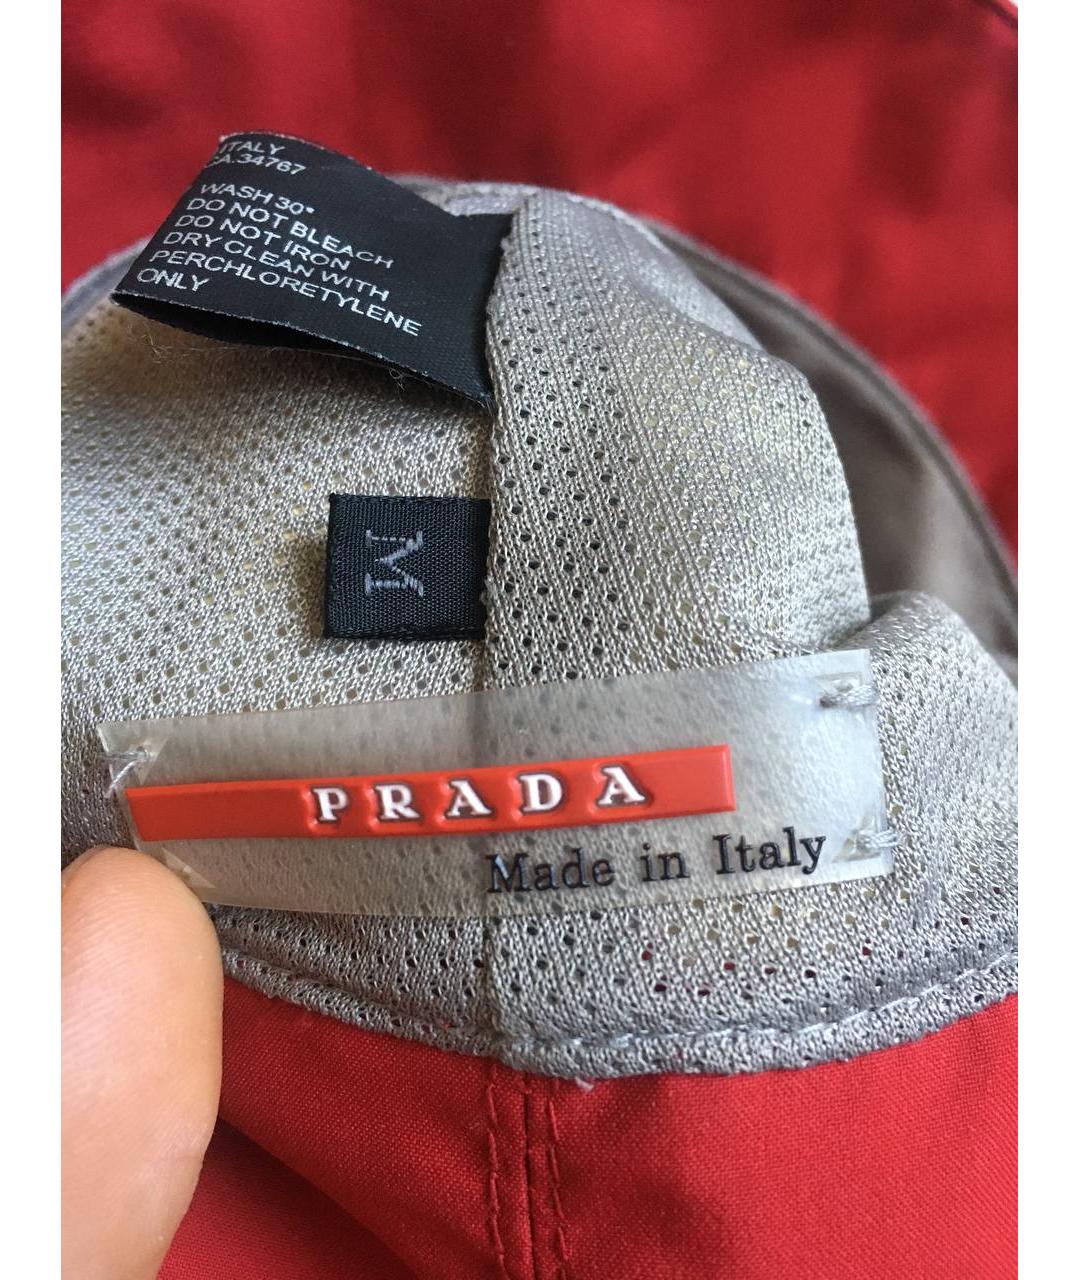 ITALY
CA.34767
WASH 30°
DO NOT BLEACH
DO NOT IRON
DRY CLEAN WITH
PERCHLORETYLENE
ONLY
M
PRADA
Made in Italy